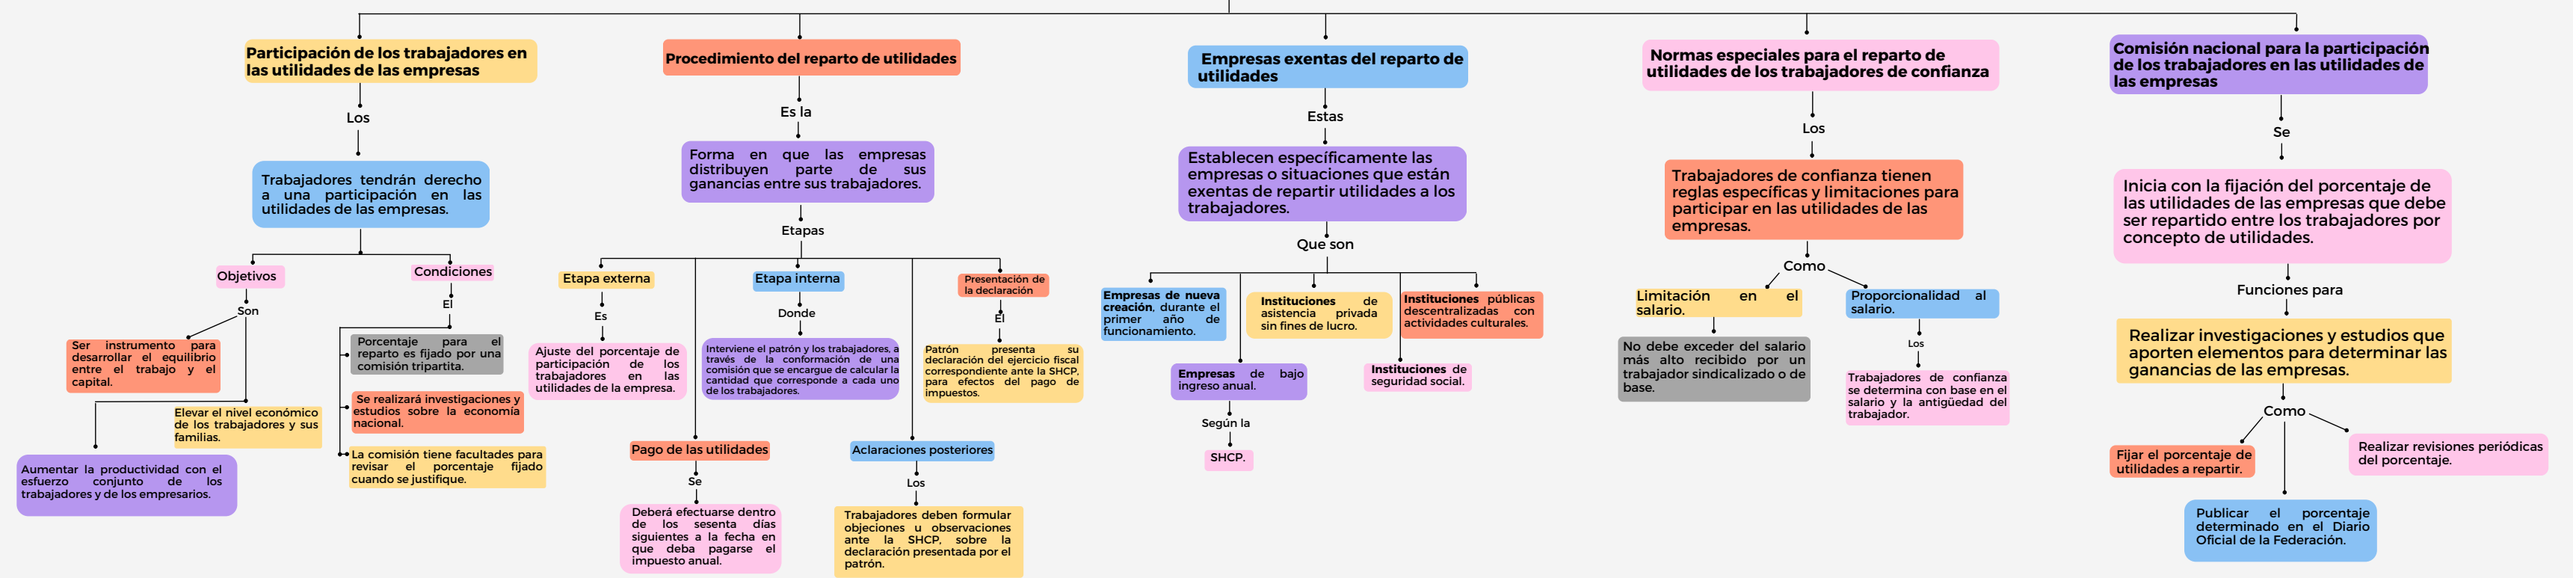 Participación de los trabajadores en
las utilidades de las empresas
Los
Trabajadores tendrán derecho
a una participación en las
utilidades de las empresas.
Objetivos
Son
Ser instrumento para
desarrollar el equilibrio
entre el trabajo y el
capital.
Elevar el nivel económico
de los trabajadores y sus
familias.
Aumentar la productividad con el
esfuerzo conjunto de los
trabajadores y de los empresarios.
Condiciones
El
Porcentaje para el
reparto es fijado por una
comisión tripartita.
Se realizará investigaciones y
estudios sobre la economía
nacional.
La comisión tiene facultades para
revisar el porcentaje fijado
cuando se justifique.
Procedimiento del reparto de utilidades
Es la
Forma en que las empresas
distribuyen parte de sus
ganancias entre sus trabajadores.
Etapas
Etapa externa
Es
Ajuste del porcentaje de
participación de los
trabajadores en las
utilidades de la empresa.
Pago de las utilidades
Se
Deberá efectuarse dentro
de los sesenta días
siguientes a la fecha en
que deba pagarse el
impuesto anual.
Etapa interna
Donde
Interviene el patrón y los trabajadores, a
través de la conformación de una
comisión que se encargue de calcular la
cantidad que corresponde a cada uno
de los trabajadores.
Aclaraciones posteriores
Los
Trabajadores deben formular
objeciones u observaciones
ante la SHCP, sobre la
declaración presentada por el
patrón.
Presentación de
la declaración
El
Patrón presenta su
declaración del ejercicio fiscal
correspondiente ante la SHCP,
para efectos del pago de
impuestos.
Empresas exentas del reparto de
utilidades
Estas
Establecen específicamente las
empresas o situaciones que están
exentas de repartir utilidades a los
trabajadores.
Que son
Empresas de nueva
creación, durante el
primer año de
funcionamiento.
Empresas de bajo
ingreso anual.
Según la
SHCP.
Instituciones de
asistencia privada
sin fines de lucro.
Instituciones de
seguridad social.
Instituciones públicas
descentralizadas con
actividades culturales.
Normas especiales para el reparto de
utilidades de los trabajadores de confianza
Los
Trabajadores de confianza tienen
reglas específicas y limitaciones para
participar en las utilidades de las
empresas.
Como
Limitación en el
salario.
No debe exceder del salario
más alto recibido por un
trabajador sindicalizado o de
base.
Proporcionalidad al
salario.
Los
Trabajadores de confianza
se determina con base en el
salario y la antigüedad del
trabajador.
Comisión nacional para la participación
de los trabajadores en las utilidades de
las empresas
Se
Inicia con la fijación del porcentaje de
las utilidades de las empresas que debe
ser repartido entre los trabajadores por
concepto de utilidades.
Funciones para
Realizar investigaciones y estudios que
aporten elementos para determinar las
ganancias de las empresas.
Como
Fijar el porcentaje de
utilidades a repartir.
Publicar el porcentaje
determinado en el Diario
Oficial de la Federación.
Realizar revisiones periódicas
del porcentaje.